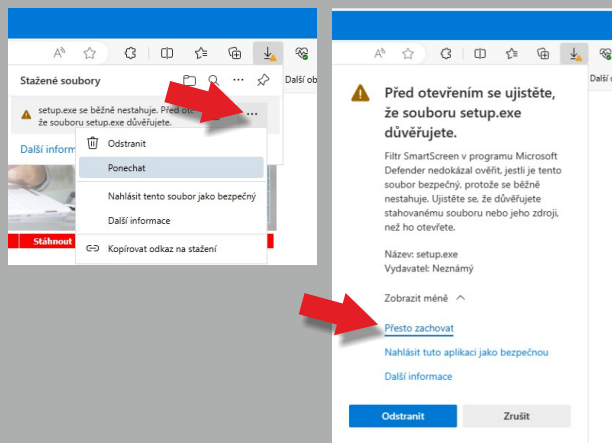 Stažené soubory
Další ob
setup.exe se běžně nestahuje. Před ote
že souboru setup.exe důvěřujete.
Další inform
Odstranit
Ponechat
Nahlásit tento soubor jako bezpečný
Další informace
Kopírovat odkaz na stažení
Stáhnout
Další
Před otevřením se ujistěte,
že souboru setup.exe
důvěřujete.
Filtr SmartScreen v programu Microsoft
Defender nedokázal ověřit, jestli je tento
soubor bezpečný, protože se běžně
nestahuje. Ujistěte se, že důvěřujete
stahovanému souboru nebo jeho zdroji,
než ho otevřete.
Název: setup.exe
Vydavatel: Neznámý
Zobrazit méně
Přesto zachovat
Nahlásit tuto aplikaci jako bezpečnou
Další informace
Odstranit
Zrušit